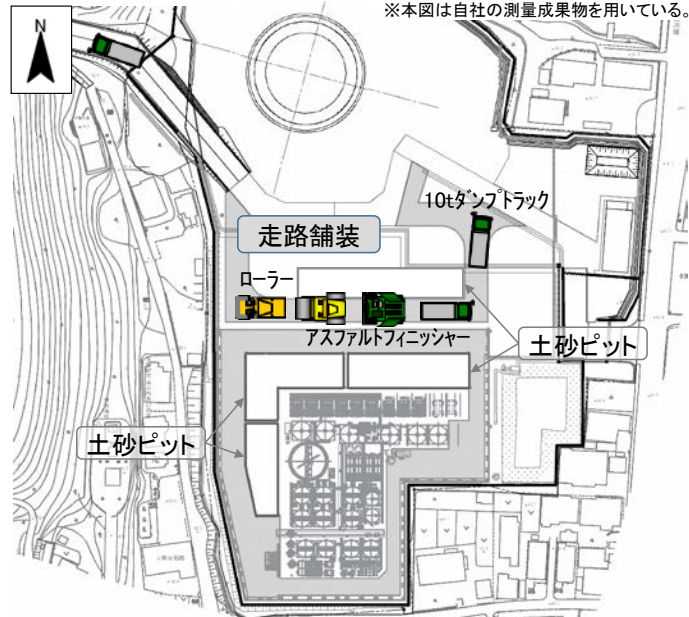 ※本図は自社の測量成果物を用いている。
N
10tダンプトラック
走路舗装
ローラー
アスファルトフィニッシャー
土砂ピット
土砂ピット